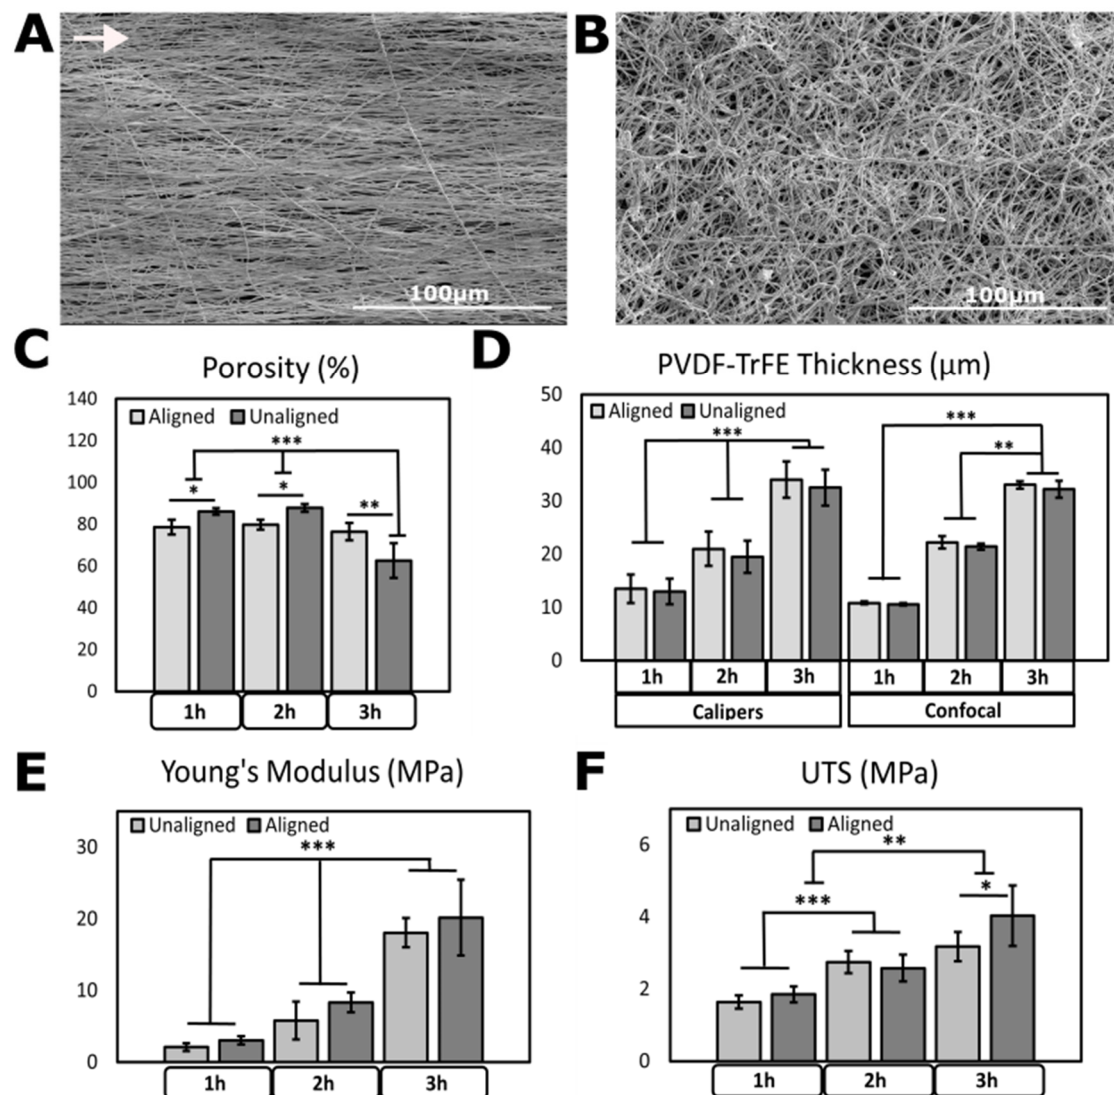 A
B
100μm
100μm
C
Porosity (%)
140
120
100
80
60
40
20
0
Aligned Unaligned
***
*
*
**
1h 2h 3h
D
PVDF-TrFE Thickness (μm)
50
40
30
20
10
0
Aligned Unaligned
***
***
**
1h 2h 3h 1h 2h 3h
Calipers Confocal
E
Young's Modulus (MPa)
30
20
10
0
Unaligned Aligned
***
1h 2h 3h
F
UTS (MPa)
6
4
2
0
Unaligned Aligned
**
*
***
1h 2h 3h